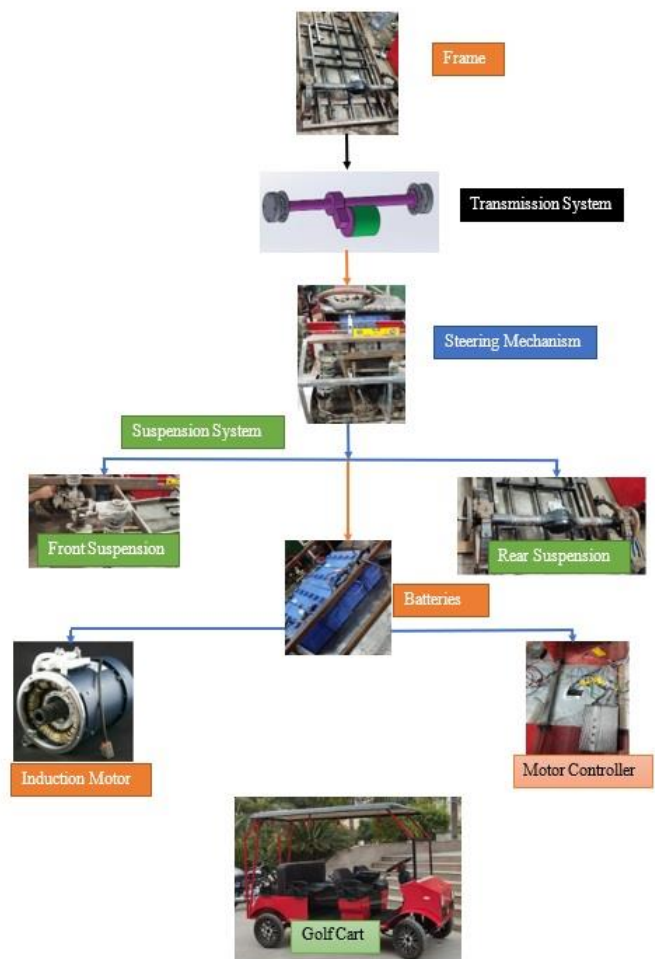 Frame
Transmission System
Steering Mechanism
Suspension System
Front Suspension
Rear Suspension
Batteries
Induction Motor
Motor Controller
Golf Cart